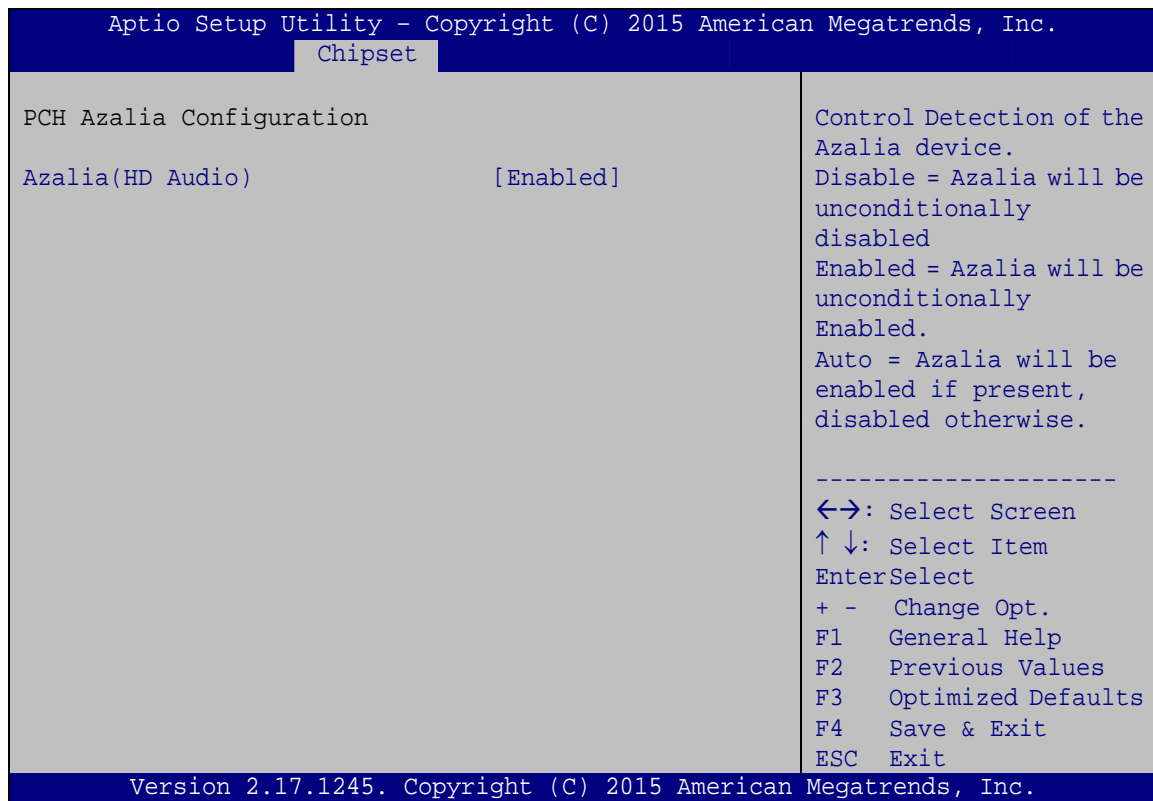 Aptio Setup Utility – Copyright (C) 2015 American Megatrends, Inc.
Chipset
PCH Azalia Configuration
Azalia(HD Audio) [Enabled]
Control Detection of the
Azalia device.
Disable = Azalia will be
unconditionally
disabled
Enabled = Azalia will be
unconditionally
Enabled.
Auto = Azalia will be
enabled if present,
disabled otherwise.
---------------------
←→: Select Screen
↑ ↓: Select Item
EnterSelect
+ - Change Opt.
F1 General Help
F2 Previous Values
F3 Optimized Defaults
F4 Save & Exit
ESC Exit
Version 2.17.1245. Copyright (C) 2015 American Megatrends, Inc.